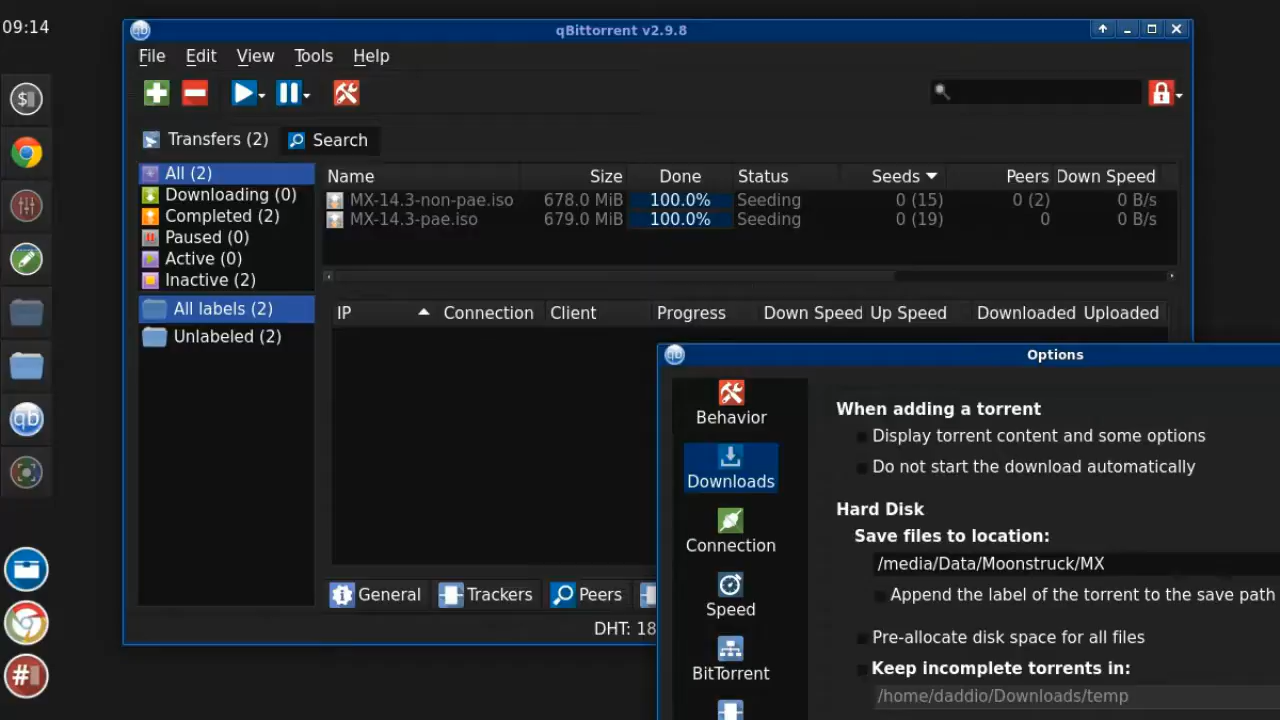 09:14
qBittorrent v2.9.8
File Edit View Tools Help
Transfers (2) Search
All (2)
Downloading (0)
Completed (2)
Paused (0)
Active (0)
Inactive (2)
All labels (2)
Unlabeled (2)
Name Size Done Status Seeds Peers Down Speed
MX-14.3-non-pae.iso 678.0 MiB 100.0% Seeding 0 (15) 0 (2) 0 B/s
MX-14.3-pae.iso 679.0 MiB 100.0% Seeding 0 (19) 0 0 B/s
IP Connection Client Progress Down Speed Up Speed Downloaded Uploaded
General Trackers Peers
DHT: 18
Options
Behavior
Downloads
Connection
Speed
BitTorrent
When adding a torrent
Display torrent content and some options
Do not start the download automatically
Hard Disk
Save files to location:
/media/Data/Moonstruck/MX
Append the label of the torrent to the save path
Pre-allocate disk space for all files
Keep incomplete torrents in:
/home/daddio/Downloads/temp